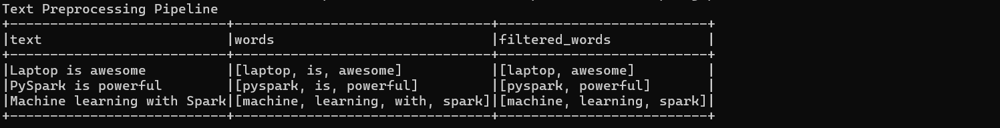 Text Preprocessing Pipeline
+---------------------------+--------------------------------+--------------------------+
|text                       |words                           |filtered_words            |
+---------------------------+--------------------------------+--------------------------+
|Laptop is awesome          |[laptop, is, awesome]           |[laptop, awesome]         |
|PySpark is powerful        |[pyspark, is, powerful]         |[pyspark, powerful]       |
|Machine learning with Spark|[machine, learning, with, spark]|[machine, learning, spark]|
+---------------------------+--------------------------------+--------------------------+